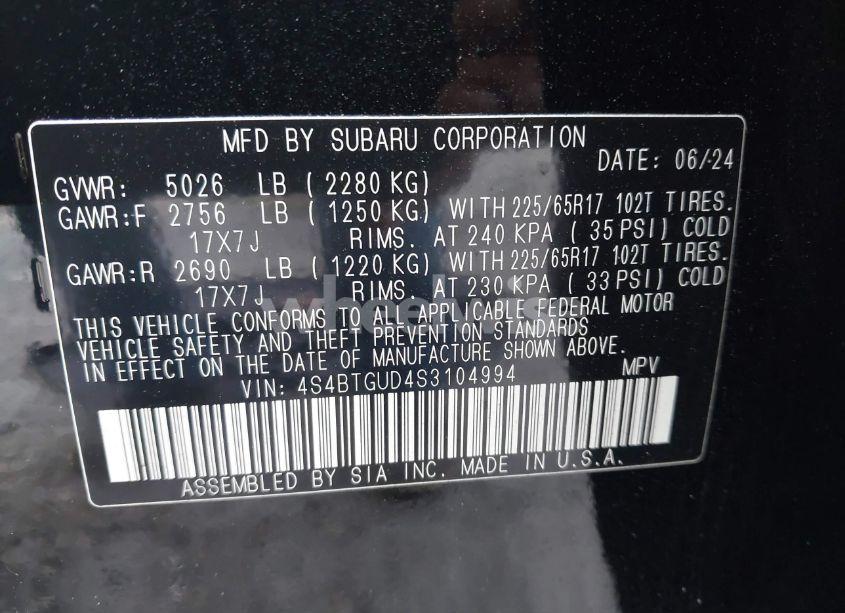 MFD BY SUBARU CORPORATION
DATE: 06/24
GVWR: 5026 LB ( 2280 KG)
GAWR:F 2756 LB ( 1250 KG) WITH 225/65R17 102T TIRES.
17X7J RIMS. AT 240 KPA ( 35 PSI) COLD
GAWR:R 2690 LB ( 1220 KG) WITH 225/65R17 102T TIRES.
17X7J RIMS. AT 230 KPA ( 33 PSI) COLD
THIS VEHICLE CONFORMS TO ALL APPLICABLE FEDERAL MOTOR
VEHICLE SAFETY AND THEFT PREVENTION STANDARDS
IN EFFECT ON THE DATE OF MANUFACTURE SHOWN ABOVE.
VIN: 4S4BTGUD4S3104994 MPV
ASSEMBLED BY SIA INC. MADE IN U.S.A.